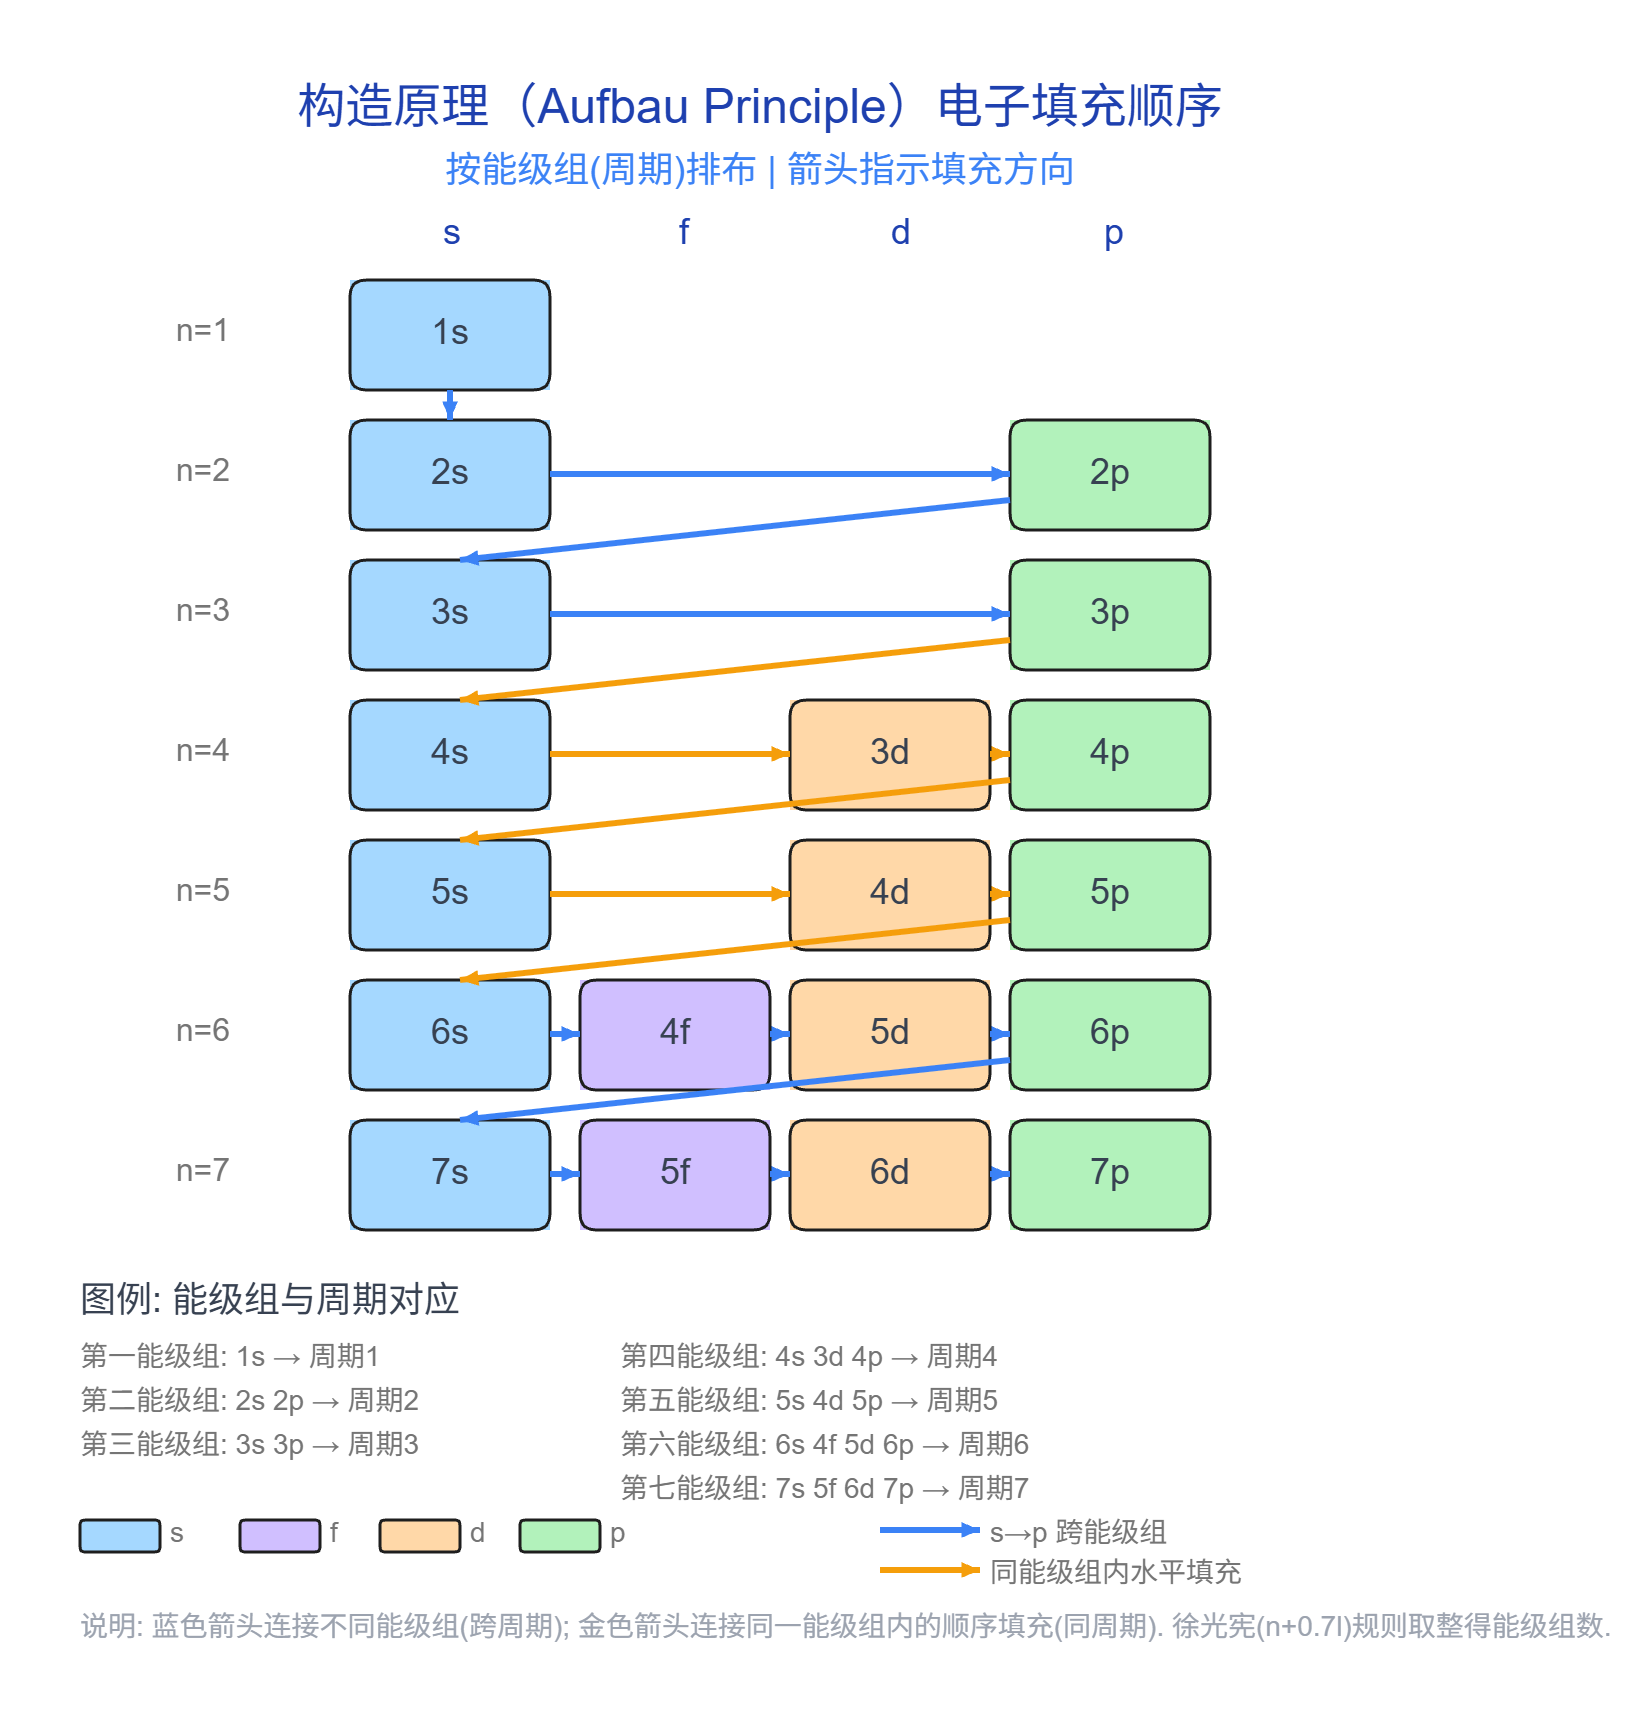 构造原理（Aufbau Principle）电子填充顺序
按能级组(周期)排布 | 箭头指示填充方向
s f d p
n=1 1s
n=2 2s 2p
n=3 3s 3p
n=4 4s 3d 4p
n=5 5s 4d 5p
n=6 6s 4f 5d 6p
n=7 7s 5f 6d 7p
图例: 能级组与周期对应
第一能级组: 1s → 周期1
第二能级组: 2s 2p → 周期2
第三能级组: 3s 3p → 周期3
第四能级组: 4s 3d 4p → 周期4
第五能级组: 5s 4d 5p → 周期5
第六能级组: 6s 4f 5d 6p → 周期6
第七能级组: 7s 5f 6d 7p → 周期7
s f d p
s→p 跨能级组
同能级组内水平填充
说明: 蓝色箭头连接不同能级组(跨周期); 金色箭头连接同一能级组内的顺序填充(同周期). 徐光宪(n+0.7l)规则取整得能级组数.